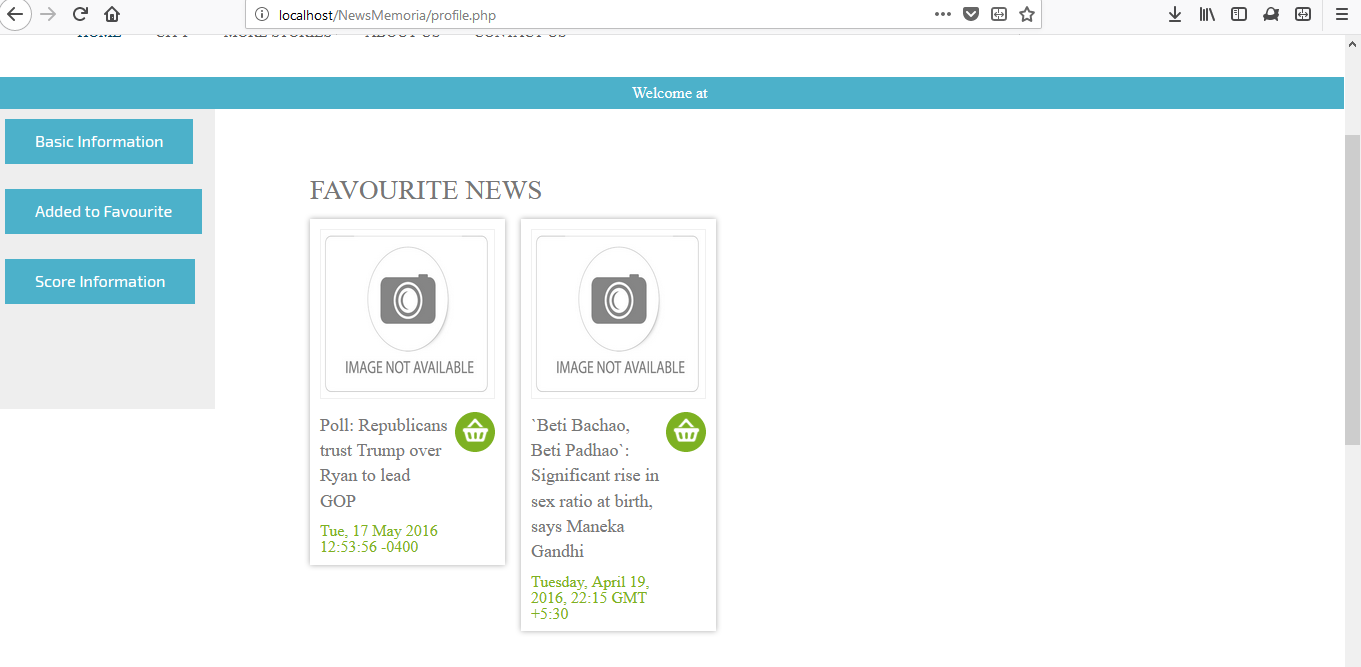 localhost/NewsMemoria/profile.php
HOME CITY MORE STORIES ABOUT US CONTACT US
Welcome at
Basic Information
Added to Favourite
Score Information
FAVOURITE NEWS
IMAGE NOT AVAILABLE
Poll: Republicans
trust Trump over
Ryan to lead
GOP
Tue, 17 May 2016
12:53:56 -0400
IMAGE NOT AVAILABLE
`Beti Bachao,
Beti Padhao`:
Significant rise in
sex ratio at birth,
says Maneka
Gandhi
Tuesday, April 19,
2016, 22:15 GMT
+5:30